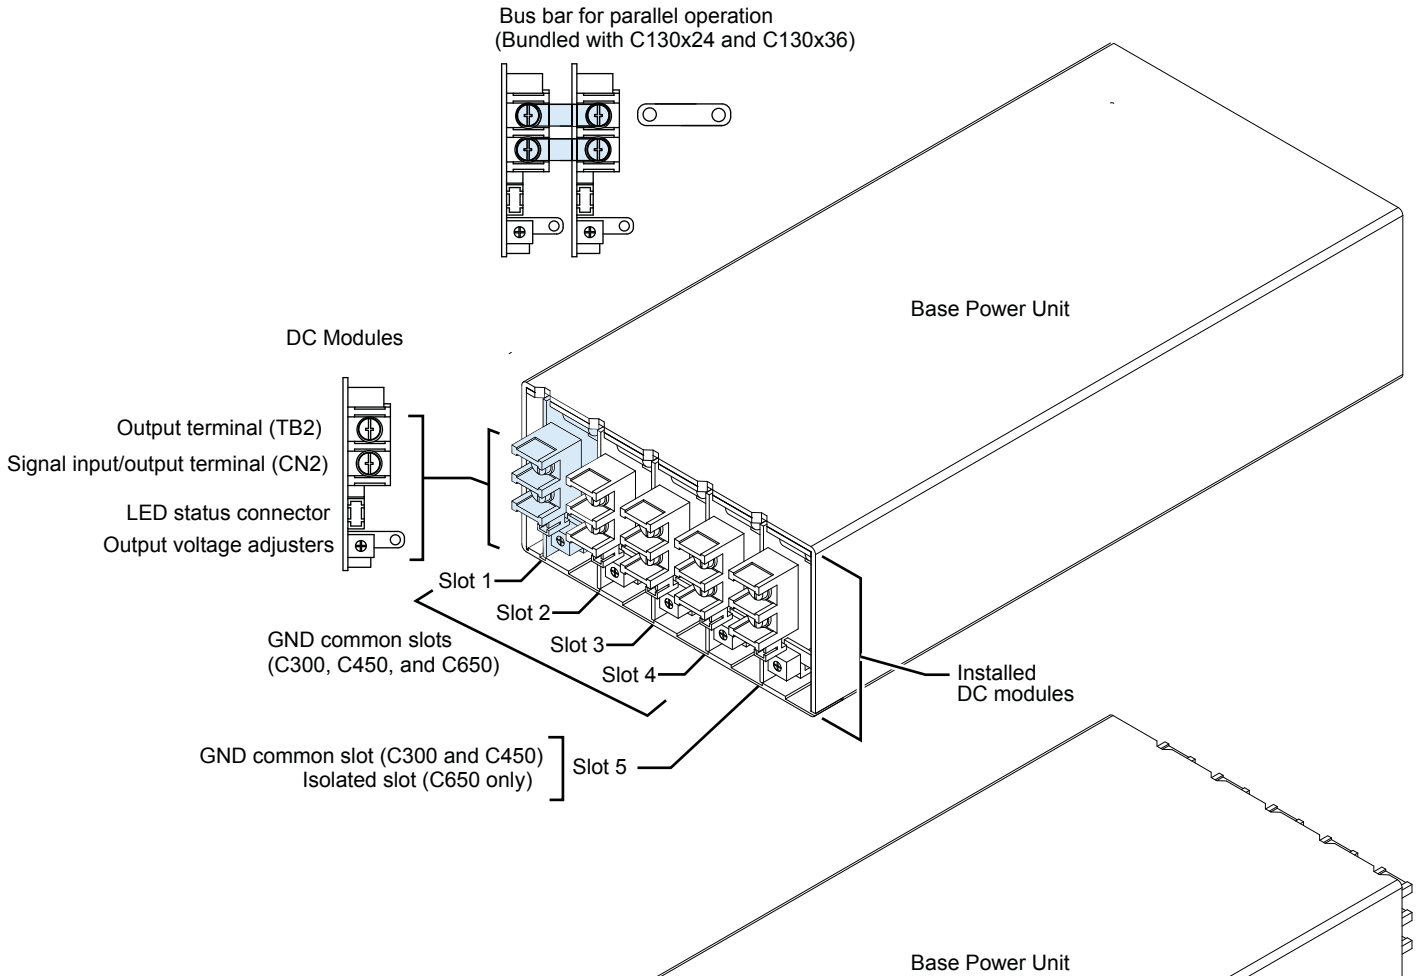 Bus bar for parallel operation
(Bundled with C130x24 and C130x36)
Base Power Unit
DC Modules
Output terminal (TB2)
Signal input/output terminal (CN2)
LED status connector
Output voltage adjusters
Slot 1
Slot 2
Slot 3
Slot 4
GND common slots
(C300, C450, and C650)
Installed
DC modules
GND common slot (C300 and C450)
Isolated slot (C650 only)
Slot 5
Base Power Unit